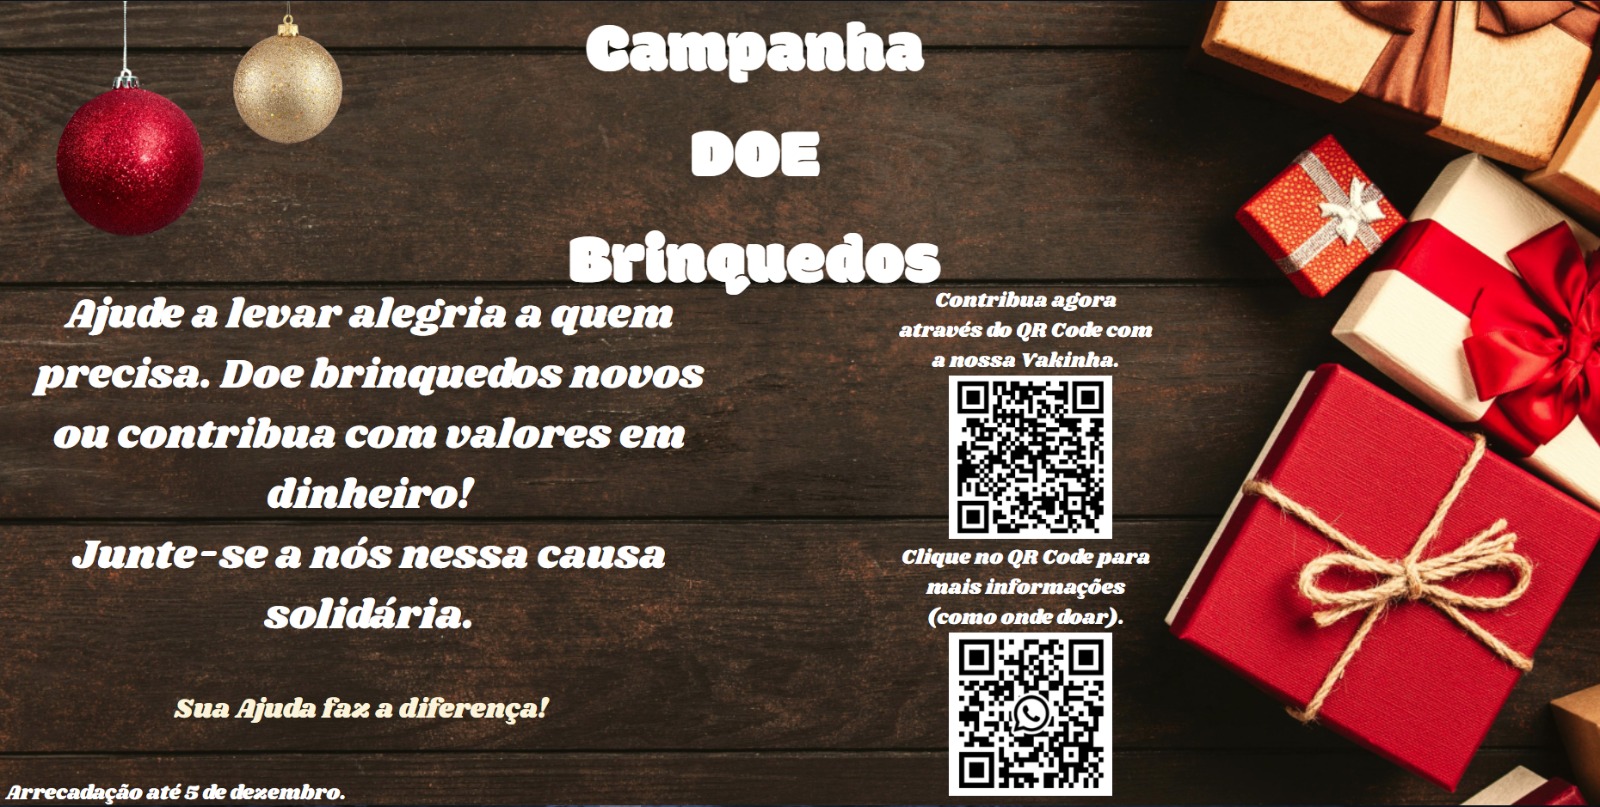 Campanha
DOE
Brinquedos
Ajude a levar alegria a quem
precisa. Doe brinquedos novos
ou contribua com valores em
dinheiro!
Junte-se a nós nessa causa
solidária.
Sua Ajuda faz a diferença!
Arrecadação até 5 de dezembro.
Contribua agora
através do QR Code com
a nossa Vakinha.
Clique no QR Code para
mais informações
(como onde doar).